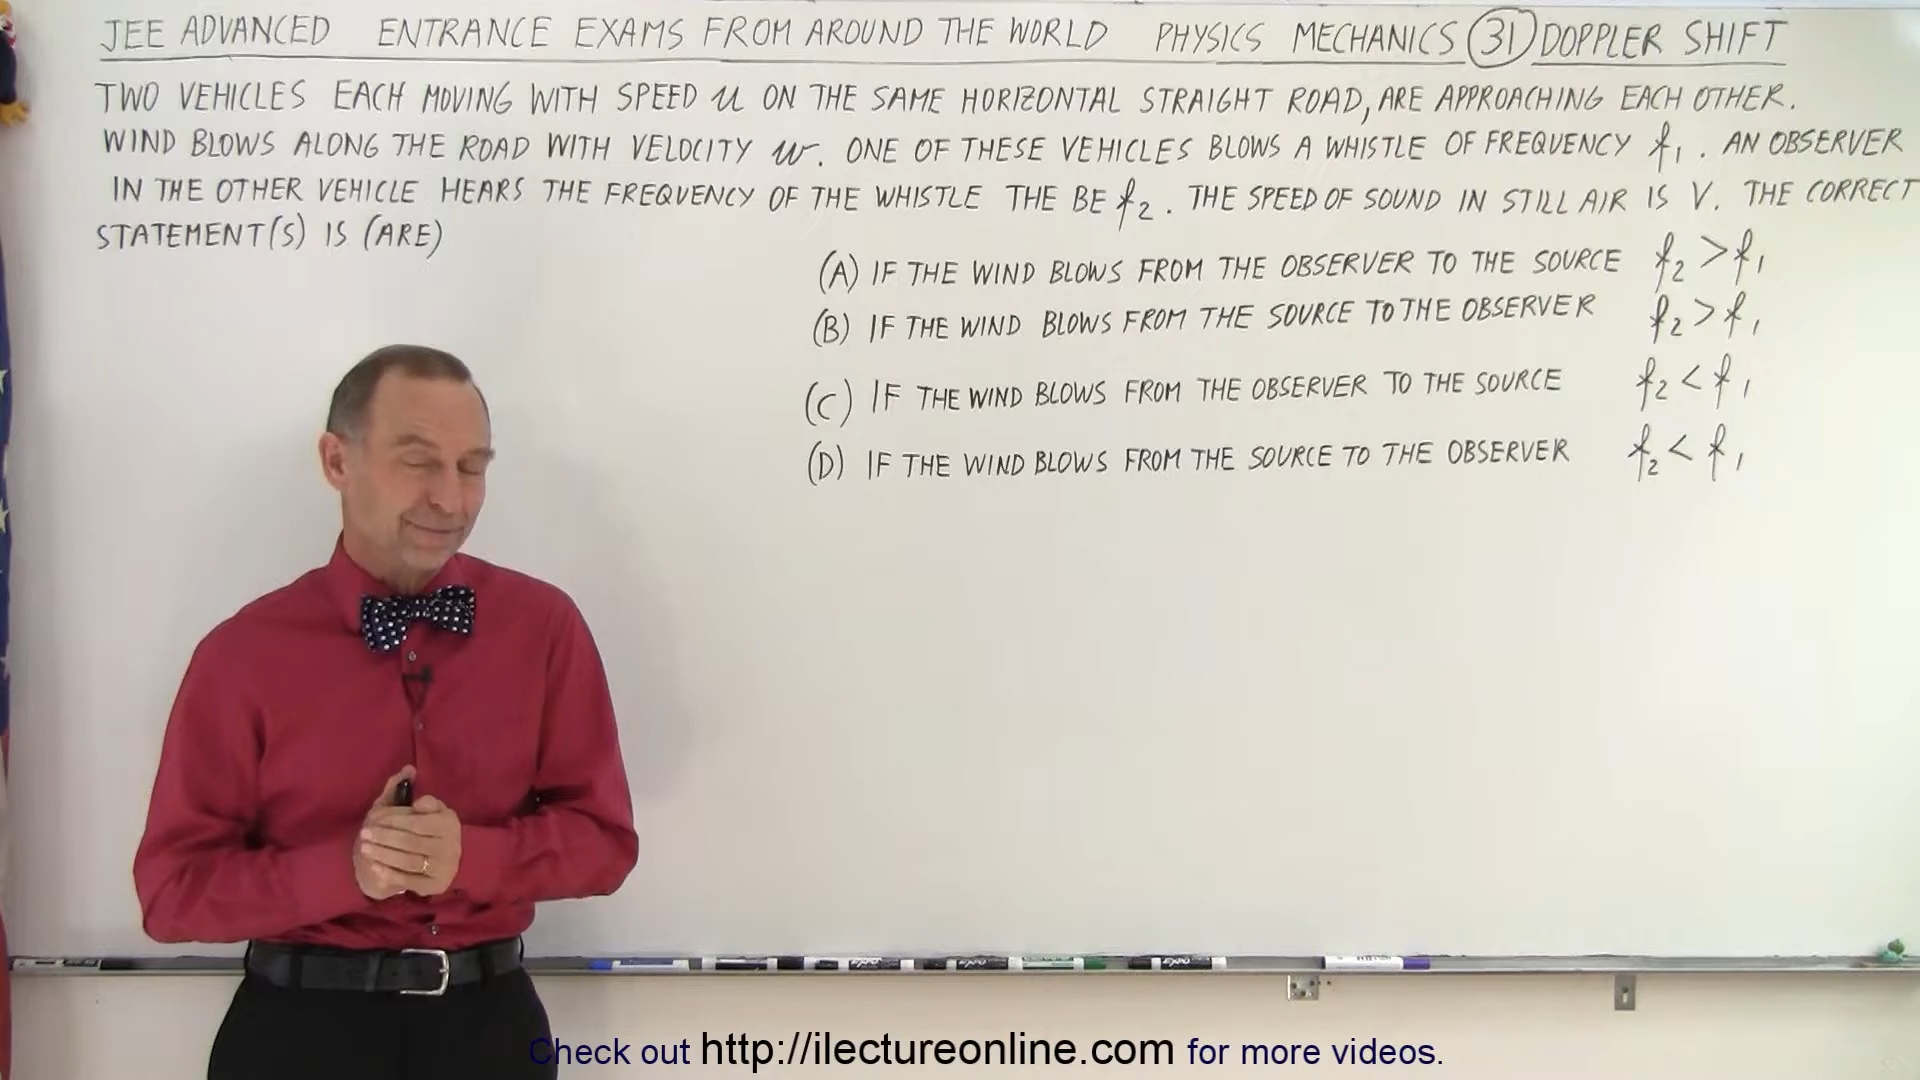 JEE ADVANCED ENTRANCE EXAMS FROM AROUND THE WORLD PHYSICS MECHANICS 31 DOPPLER SHIFT
TWO VEHICLES EACH MOVING WITH SPEED u ON THE SAME HORIZONTAL STRAIGHT ROAD, ARE APPROACHING EACH OTHER.
WIND BLOWS ALONG THE ROAD WITH VELOCITY w. ONE OF THESE VEHICLES BLOWS A WHISTLE OF FREQUENCY f₁. AN OBSERVER
IN THE OTHER VEHICLE HEARS THE FREQUENCY OF THE WHISTLE THE BE f₂. THE SPEED OF SOUND IN STILL AIR IS V. THE CORRECT
STATEMENT(S) IS (ARE)
(A) IF THE WIND BLOWS FROM THE OBSERVER TO THE SOURCE f₂ > f₁
(B) IF THE WIND BLOWS FROM THE SOURCE TO THE OBSERVER f₂ > f₁
(C) IF THE WIND BLOWS FROM THE OBSERVER TO THE SOURCE f₂ < f₁
(D) IF THE WIND BLOWS FROM THE SOURCE TO THE OBSERVER f₂ < f₁
Check out http://ilectureonline.com for more videos.